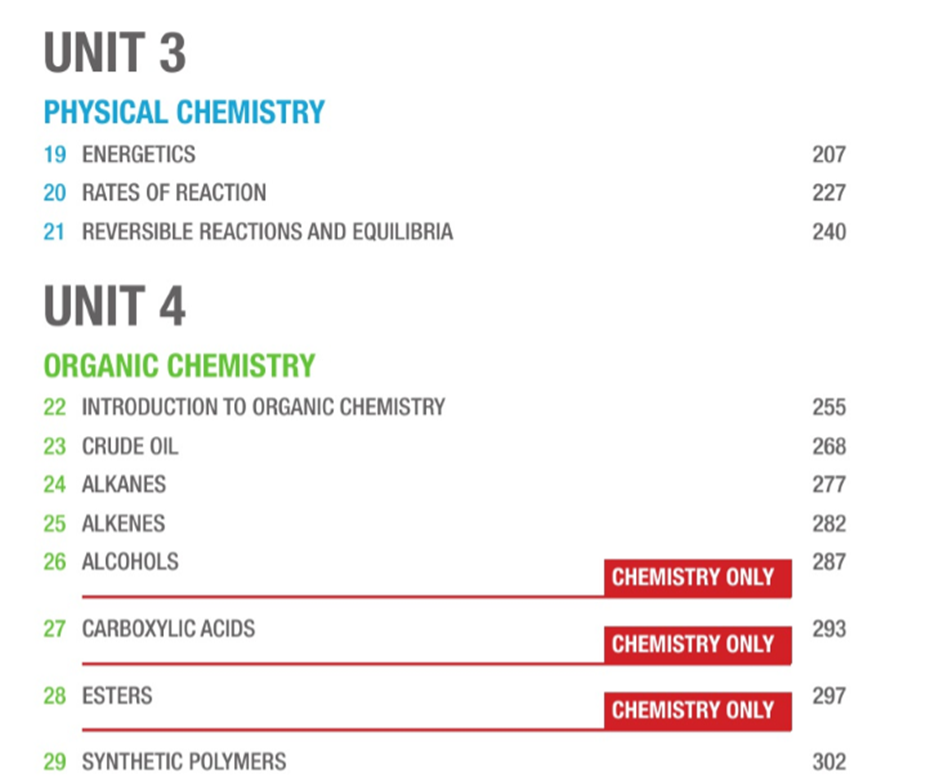 UNIT 3
PHYSICAL CHEMISTRY
19 ENERGETICS 207
20 RATES OF REACTION 227
21 REVERSIBLE REACTIONS AND EQUILIBRIA 240
UNIT 4
ORGANIC CHEMISTRY
22 INTRODUCTION TO ORGANIC CHEMISTRY 255
23 CRUDE OIL 268
24 ALKANES 277
25 ALKENES 282
26 ALCOHOLS CHEMISTRY ONLY 287
27 CARBOXYLIC ACIDS CHEMISTRY ONLY 293
28 ESTERS CHEMISTRY ONLY 297
29 SYNTHETIC POLYMERS 302